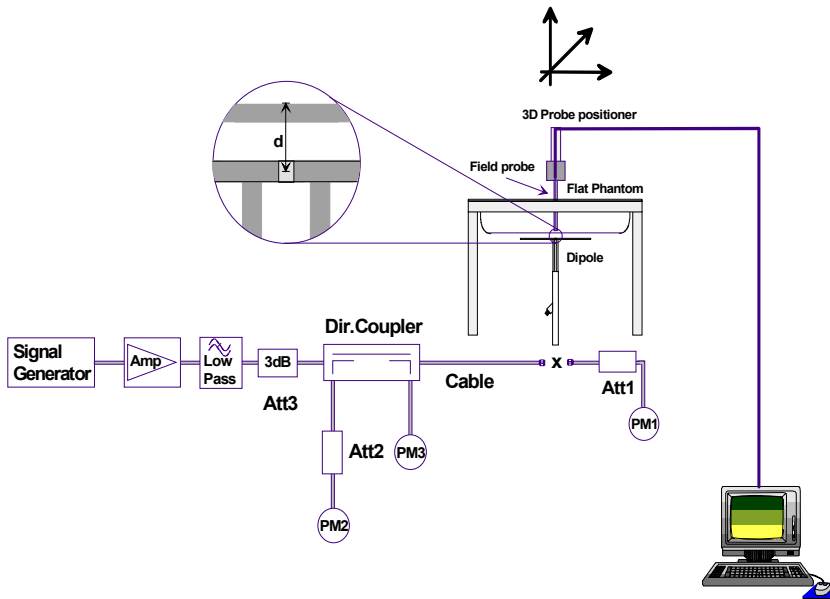 3D Probe positioner
d
Field probe
Flat Phantom
Dipole
Dir.Coupler
Signal
Generator
Amp
Low
Pass
3dB
Cable
x
Att1
Att3
PM1
Att2
PM3
PM2